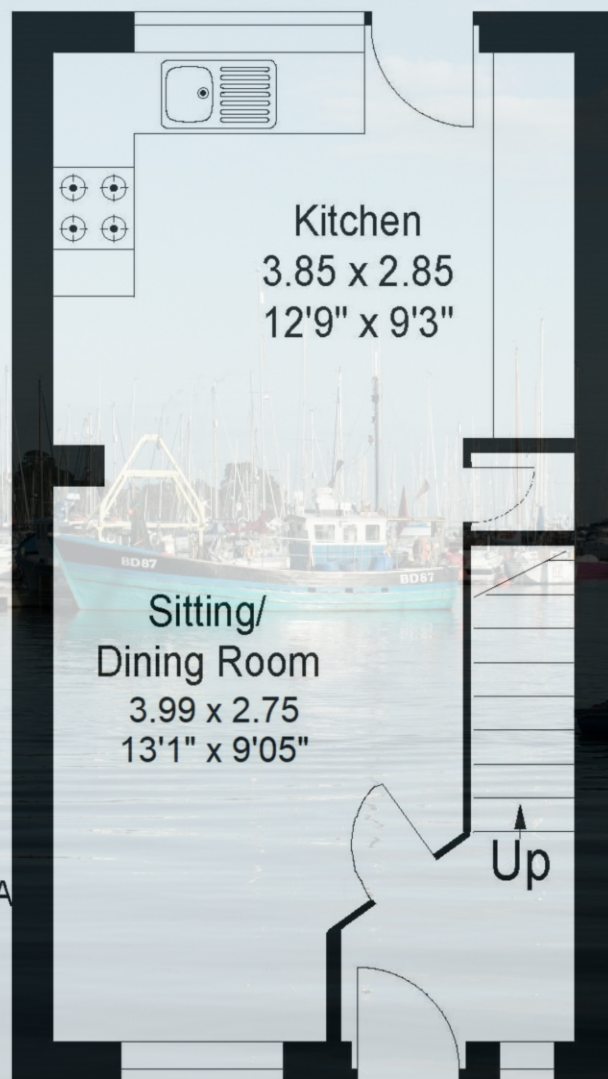 Kitchen
3.85 x 2.85
12'9" x 9'3"
BD87
BD87
Sitting/
Dining Room
3.99 x 2.75
13'1" x 9'05"
Up
A